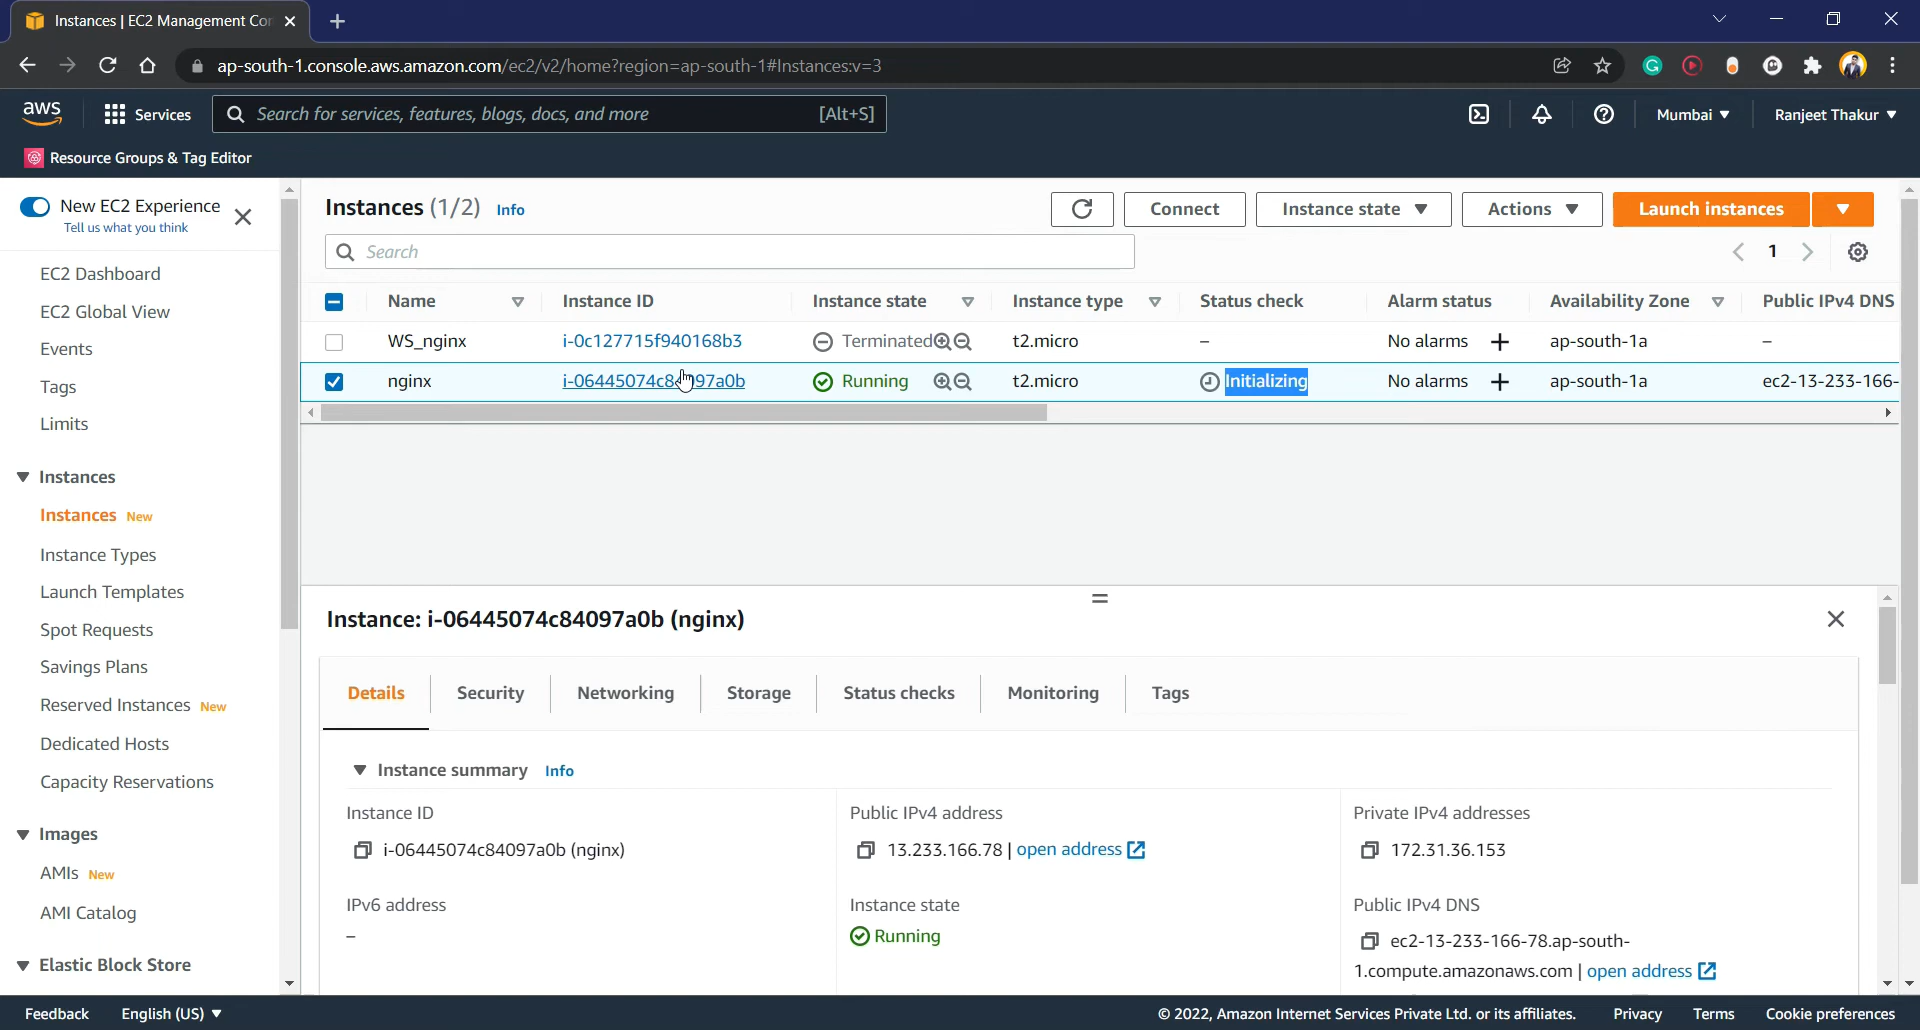 Instances | EC2 Management Con
ap-south-1.console.aws.amazon.com/ec2/v2/home?region=ap-south-1#Instances:v=3
aws
Services
Search for services, features, blogs, docs, and more
[Alt+S]
Mumbai
Ranjeet Thakur
Resource Groups & Tag Editor
New EC2 Experience
Tell us what you think
EC2 Dashboard
EC2 Global View
Events
Tags
Limits
Instances
Instances New
Instance Types
Launch Templates
Spot Requests
Savings Plans
Reserved Instances New
Dedicated Hosts
Capacity Reservations
Images
AMIs New
AMI Catalog
Elastic Block Store
Instances (1/2) Info
Connect
Instance state
Actions
Launch instances
Search
1
Name Instance ID Instance state Instance type Status check Alarm status Availability Zone Public IPv4 DNS
WS_nginx i-0c127715f940168b3 Terminated t2.micro – No alarms + ap-south-1a –
nginx i-06445074c84097a0b Running t2.micro Initializing No alarms + ap-south-1a ec2-13-233-166-
Instance: i-06445074c84097a0b (nginx)
Details
Security
Networking
Storage
Status checks
Monitoring
Tags
Instance summary Info
Instance ID
i-06445074c84097a0b (nginx)
Public IPv4 address
13.233.166.78 | open address
Private IPv4 addresses
172.31.36.153
IPv6 address
–
Instance state
Running
Public IPv4 DNS
ec2-13-233-166-78.ap-south-
1.compute.amazonaws.com | open address
Feedback
English (US)
© 2022, Amazon Internet Services Private Ltd. or its affiliates.
Privacy
Terms
Cookie preferences